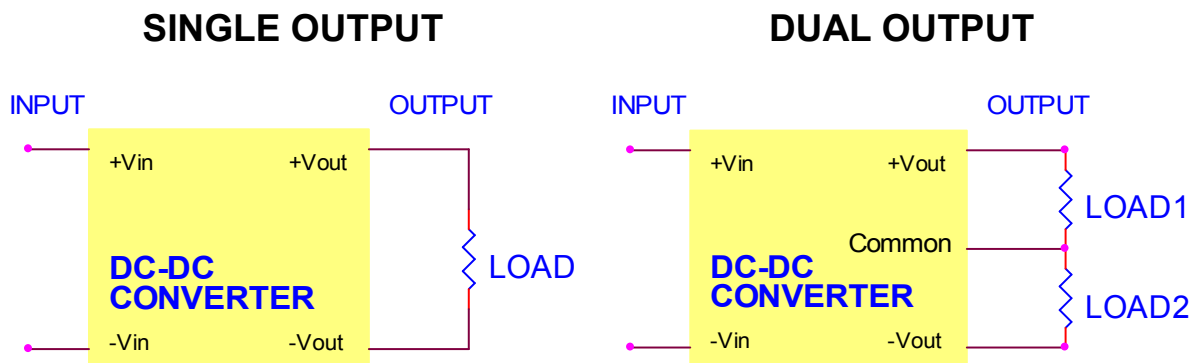 SINGLE OUTPUT
INPUT
OUTPUT
+Vin
+Vout
DC-DC
CONVERTER
LOAD
-Vin
-Vout
DUAL OUTPUT
INPUT
OUTPUT
+Vin
+Vout
LOAD1
Common
DC-DC
CONVERTER
LOAD2
-Vin
-Vout